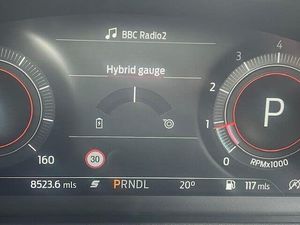 BBC Radio2
Hybrid gauge
4
3
2
1
0
P
RPMx1000
160
30
8523.6 mls
PRNDL
20°
117 mls